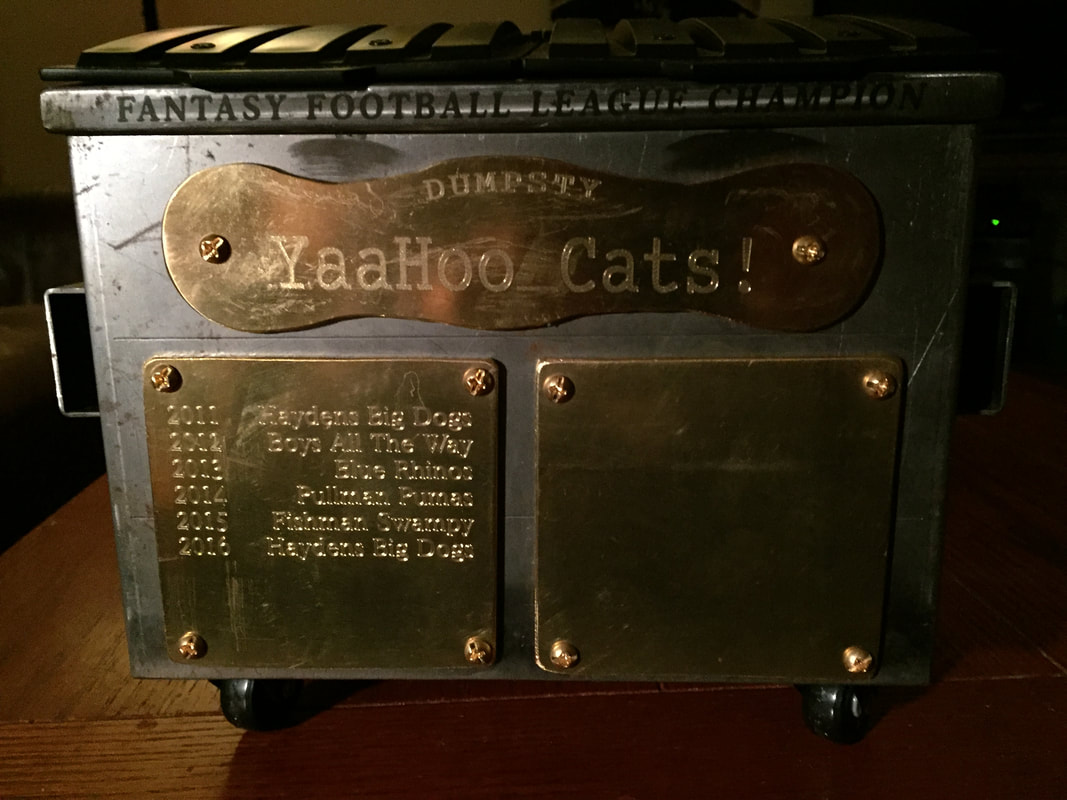 FANTASY FOOTBALL LEAGUE CHAMPION
DUMPSTY
YaaHoo Cats!
2011 Haydens Big Dogs
2012 Boys All The Way
2013 Blue Rhinos
2014 Pullman Pumas
2015 Fishman Swampy
2016 Haydens Big Dogs